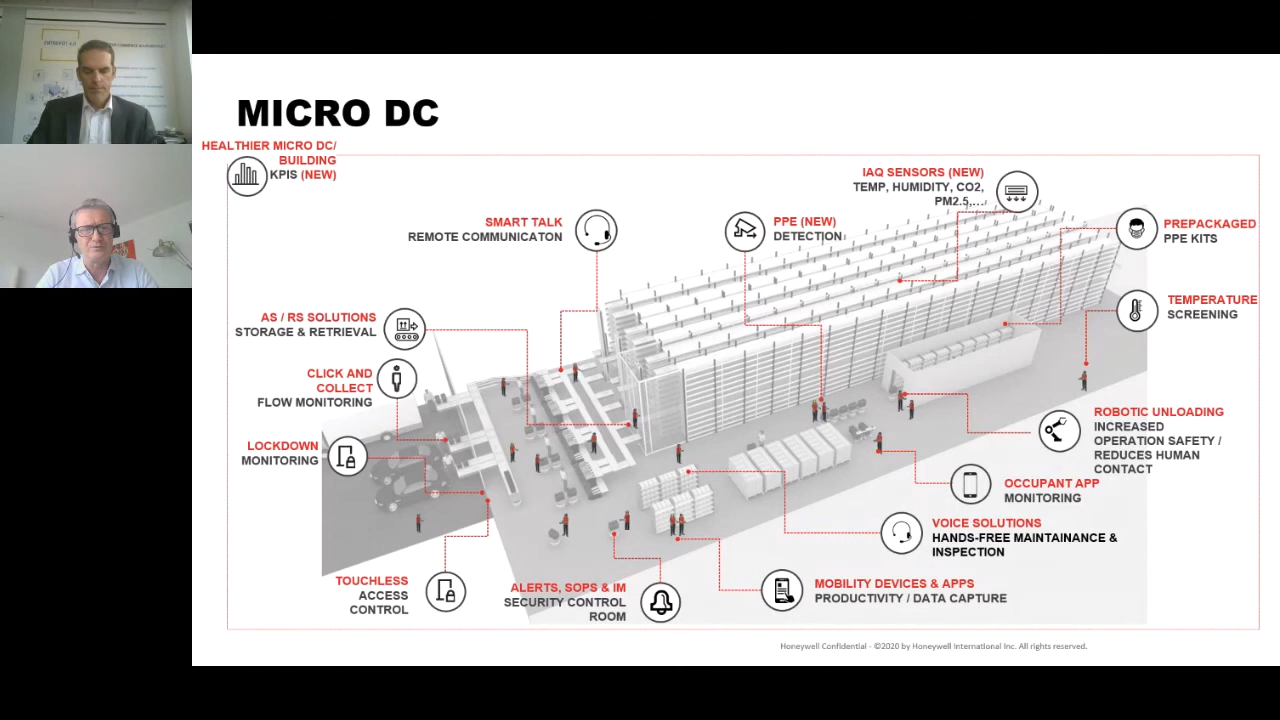 ENTREPÔT 4.0
MICRO DC
HEALTHIER MICRO DC/
BUILDING
KPIS (NEW)
IAQ SENSORS (NEW)
TEMP, HUMIDITY, CO2,
PM2.5,...
SMART TALK
REMOTE COMMUNICATON
PPE (NEW)
DETECTION
PREPACKAGED
PPE KITS
TEMPERATURE
SCREENING
AS / RS SOLUTIONS
STORAGE & RETRIEVAL
CLICK AND
COLLECT
FLOW MONITORING
LOCKDOWN
MONITORING
ROBOTIC UNLOADING
INCREASED
OPERATION SAFETY /
REDUCES HUMAN
CONTACT
OCCUPANT APP
MONITORING
VOICE SOLUTIONS
HANDS-FREE MAINTAINANCE &
INSPECTION
TOUCHLESS
ACCESS
CONTROL
ALERTS, SOPS & IM
SECURITY CONTROL
ROOM
MOBILITY DEVICES & APPS
PRODUCTIVITY / DATA CAPTURE
Honeywell Confidential - ©2020 by Honeywell International Inc. All rights reserved.